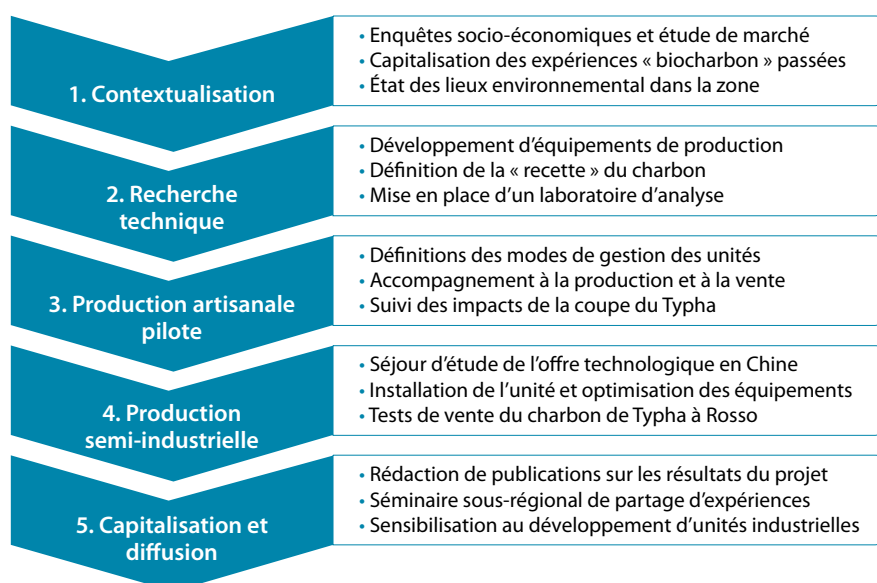 1. Contextualisation
• Enquêtes socio-économiques et étude de marché
• Capitalisation des expériences « biocharbon » passées
• État des lieux environnemental dans la zone
2. Recherche
technique
• Développement d'équipements de production
• Définition de la « recette » du charbon
• Mise en place d'un laboratoire d'analyse
3. Production artisanale
pilote
• Définitions des modes de gestion des unités
• Accompagnement à la production et à la vente
• Suivi des impacts de la coupe du Typha
4. Production
semi-industrielle
• Séjour d'étude de l'offre technologique en Chine
• Installation de l'unité et optimisation des équipements
• Tests de vente du charbon de Typha à Rosso
5. Capitalisation et
diffusion
• Rédaction de publications sur les résultats du projet
• Séminaire sous-régional de partage d'expériences
• Sensibilisation au développement d'unités industrielles